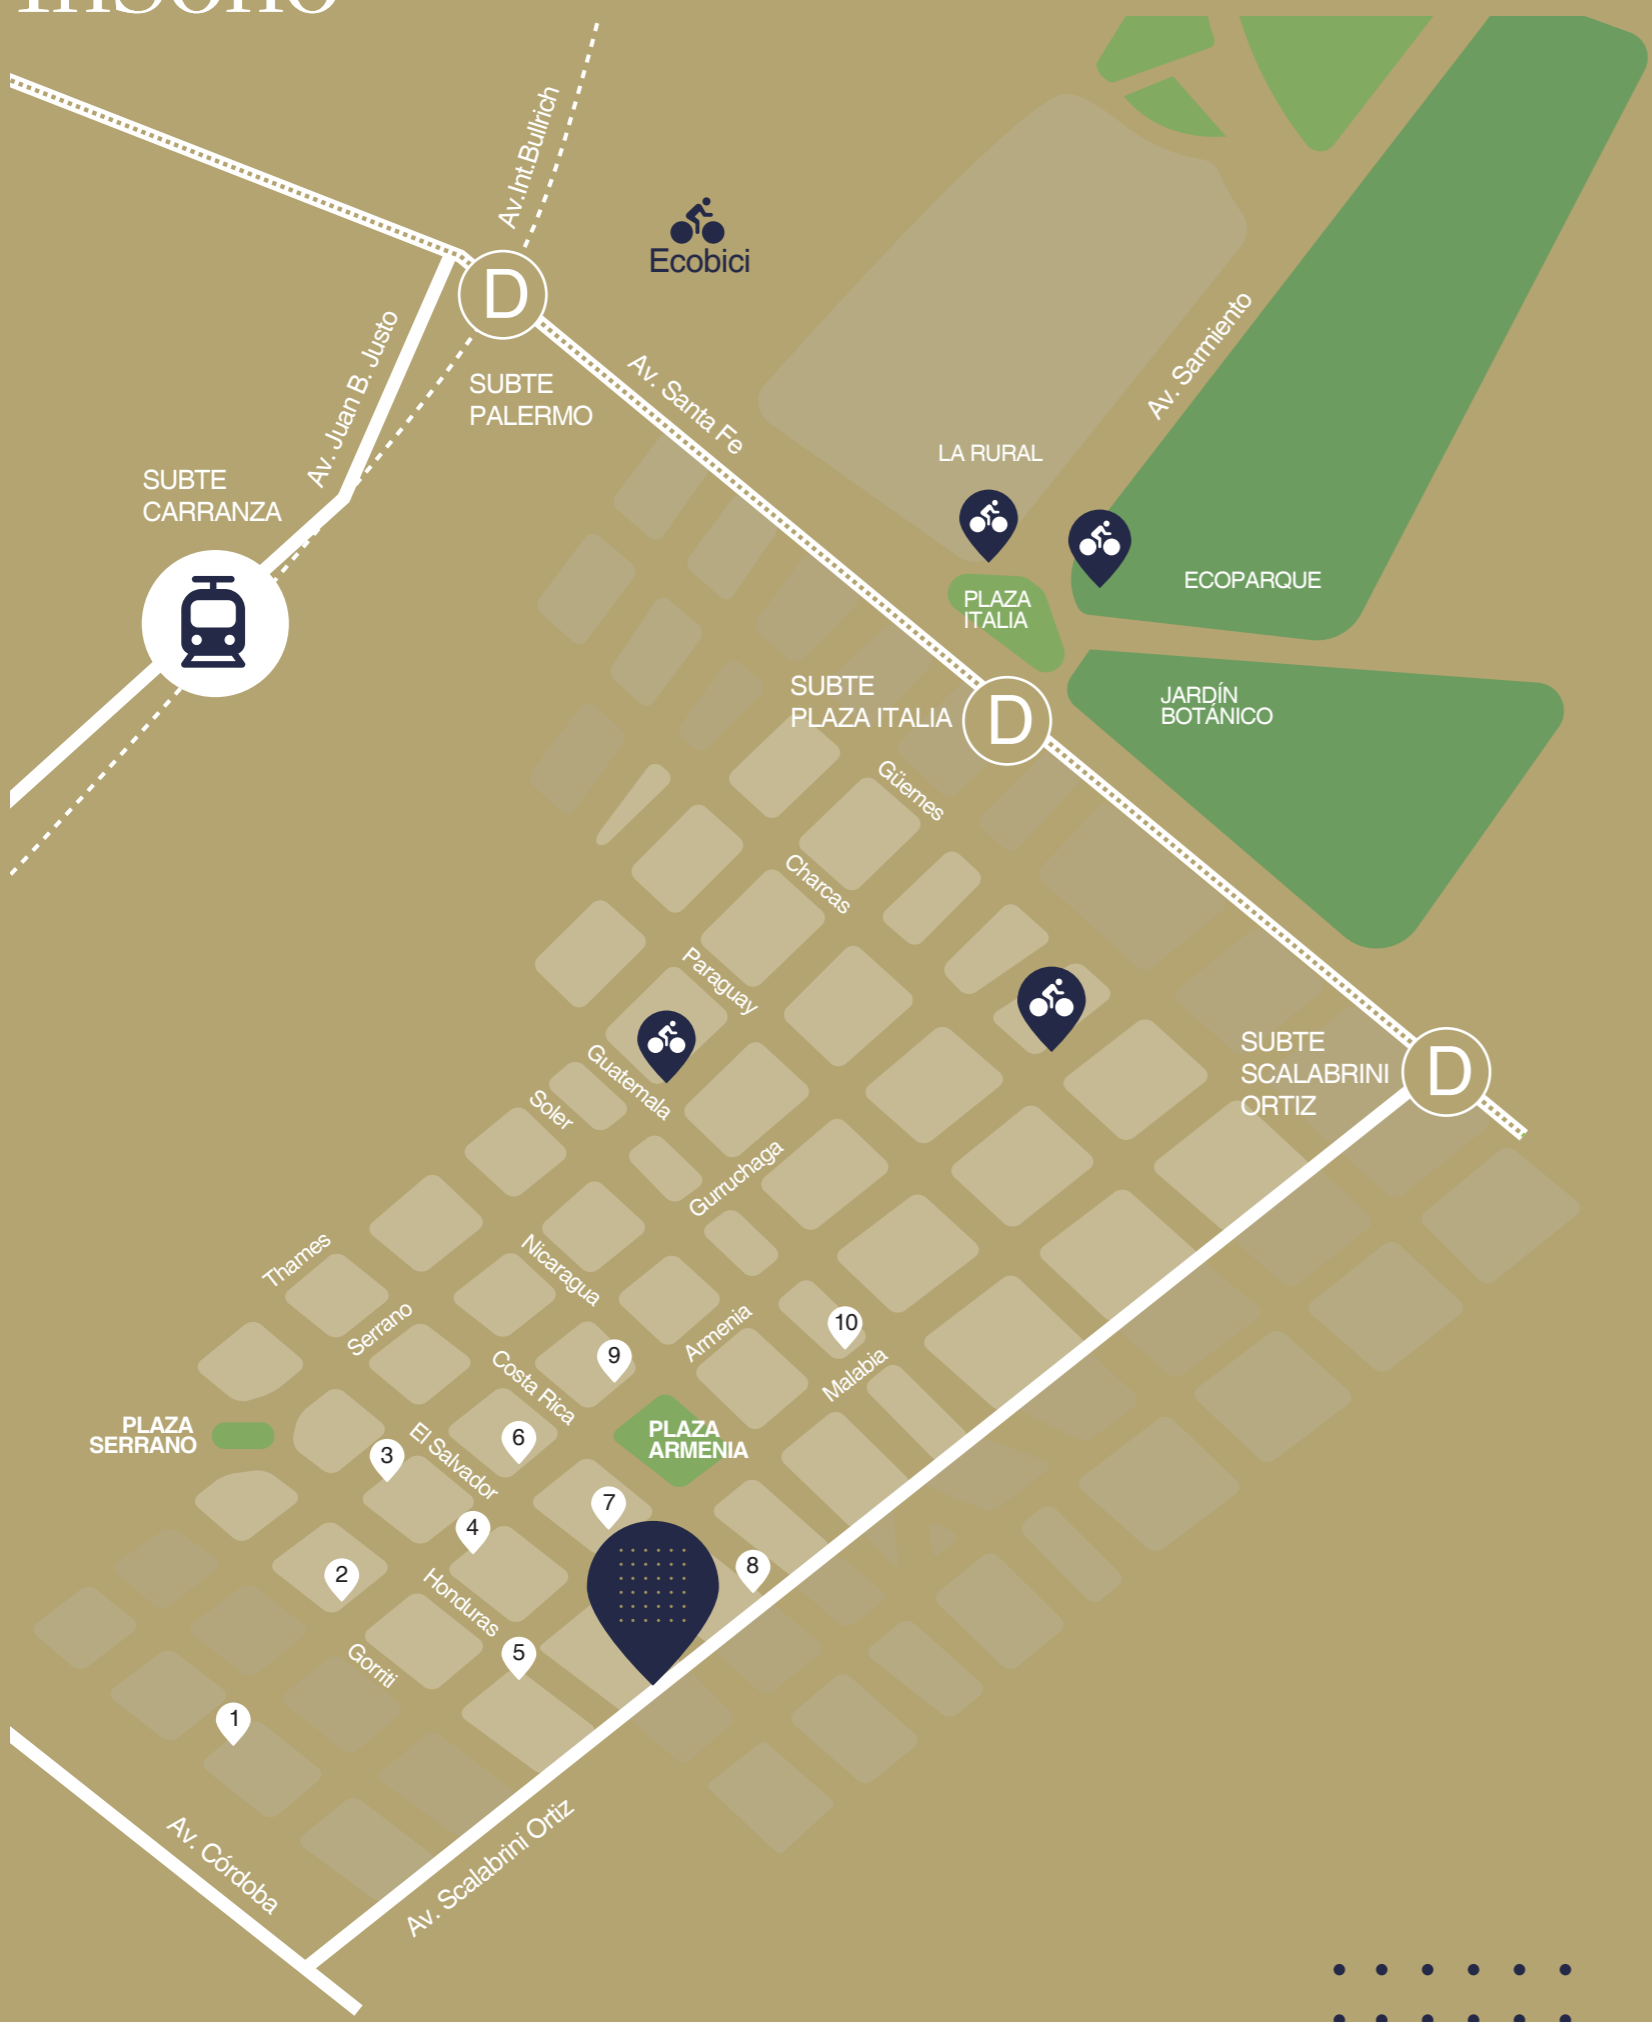 InSoho
Av.Int.Bullrich
Ecobici
D
Av. Juan B. Justo
SUBTE
PALERMO
Av. Santa Fe
Av. Sarmiento
SUBTE
CARRANZA
LA RURAL
PLAZA
ITALIA
ECOPARQUE
SUBTE
PLAZA ITALIA
D
JARDÍN
BOTÁNICO
Güemes
Charcas
Paraguay
Guatemala
Soler
SUBTE
SCALABRINI
ORTIZ
D
Gurruchaga
Thames
Nicaragua
Serrano
Armenia
10
Malabia
9
Costa Rica
PLAZA
SERRANO
El Salvador
6
PLAZA
ARMENIA
3
7
4
8
2
Honduras
5
Gorriti
1
Av. Córdoba
Av. Scalabrini Ortiz